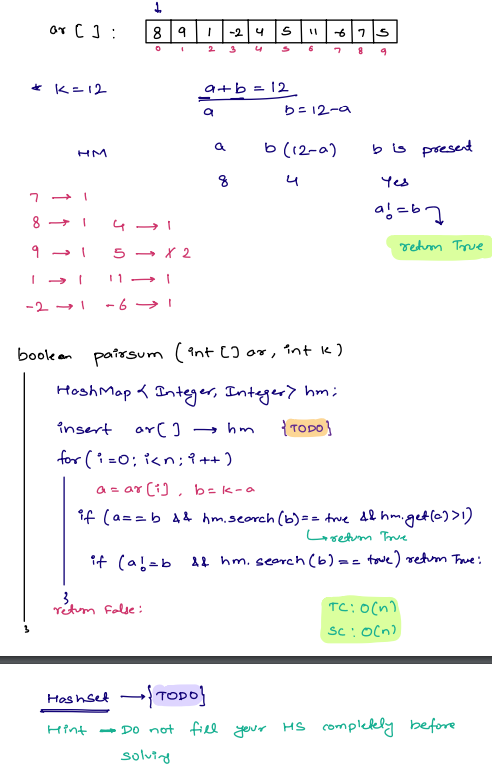 ar [ ] : 8 9 1 -2 4 5 11 -6 7 5
0 1 2 3 4 5 6 7 8 9
* K=12 a+b = 12
a b=12-a
HM a b (12-a) b is present
8 4 Yes
a!=b
return True
7 → 1
8 → 1 4 → 1
9 → 1 5 → 1 2
1 → 1 11 → 1
-2 → 1 -6 → 1
boolean pairsum (int [] ar, int k)
HashMap < Integer, Integer> hm;
insert ar[ ] → hm {TODO}
for( i=0; i<n; i++)
a=ar[i], b=k-a
if (a==b && hm.search(b)== true && hm.get(a)>1)
↳ return True
if (a!=b && hm. search(b)== true) return True:
}
return False:
}
TC: O(n)
SC: O(n)
HashSet → {TODO}
Hint → Do not fill your HS completely before
solving